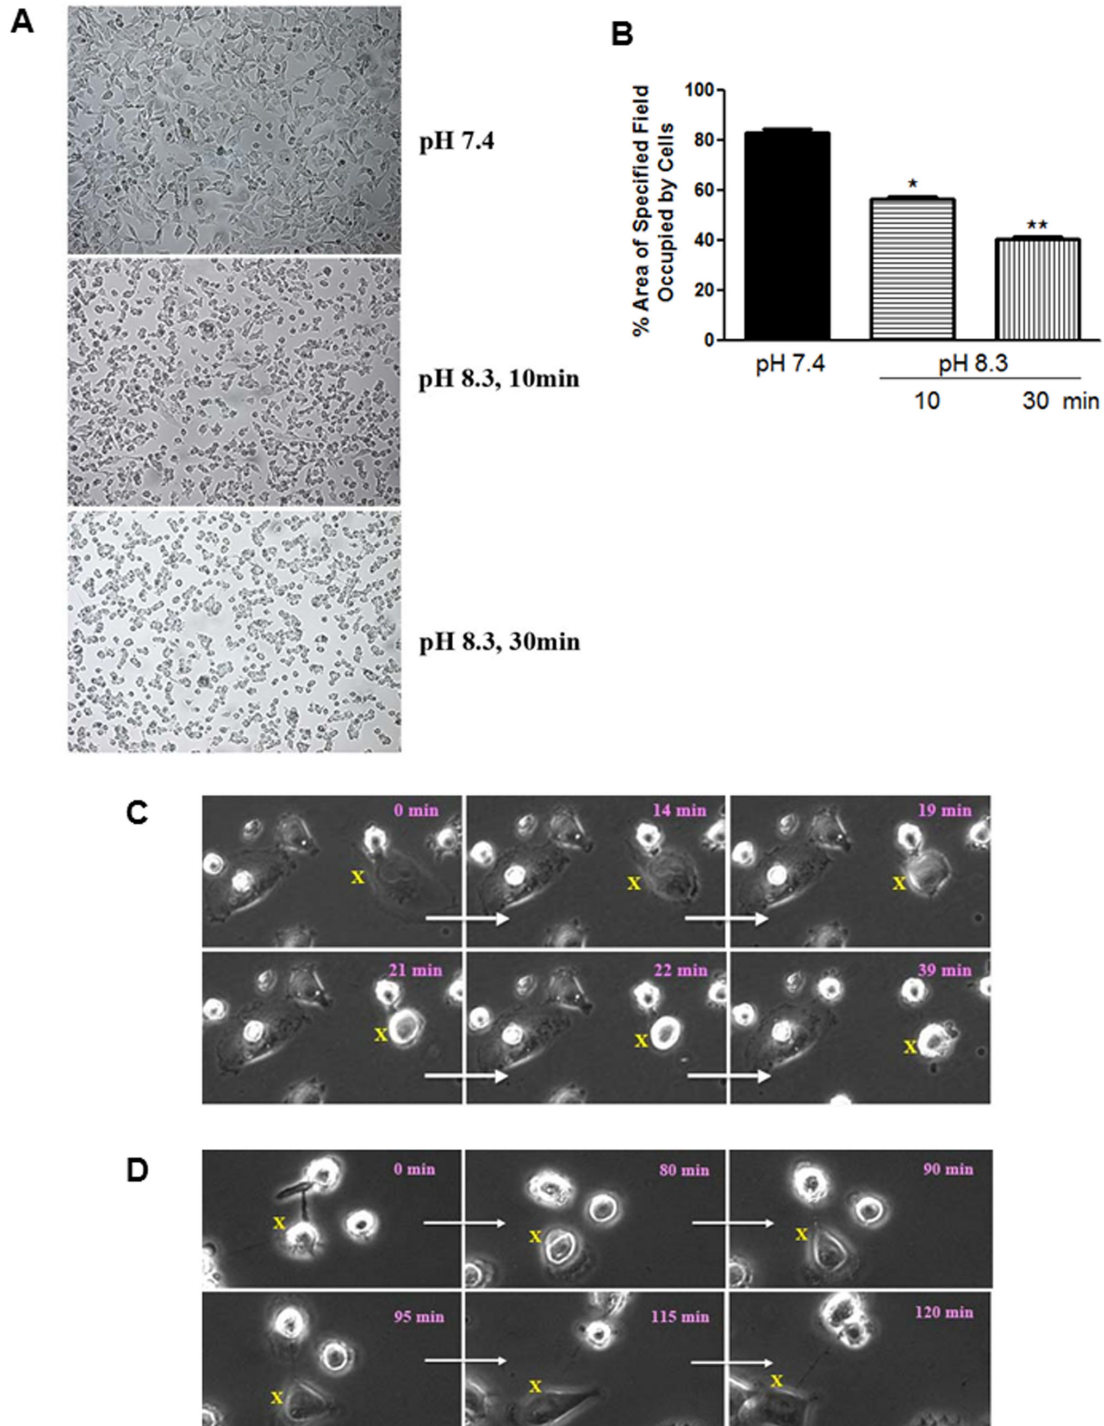 A
pH 7.4
pH 8.3, 10min
pH 8.3, 30min
B
% Area of Specified Field
Occupied by Cells
100
80
60
40
20
0
*
**
pH 7.4
pH 8.3
10
30 min
C
0 min
14 min
19 min
X
X
X
21 min
22 min
39 min
X
X
X
D
0 min
80 min
90 min
X
X
X
95 min
115 min
120 min
X
X
X